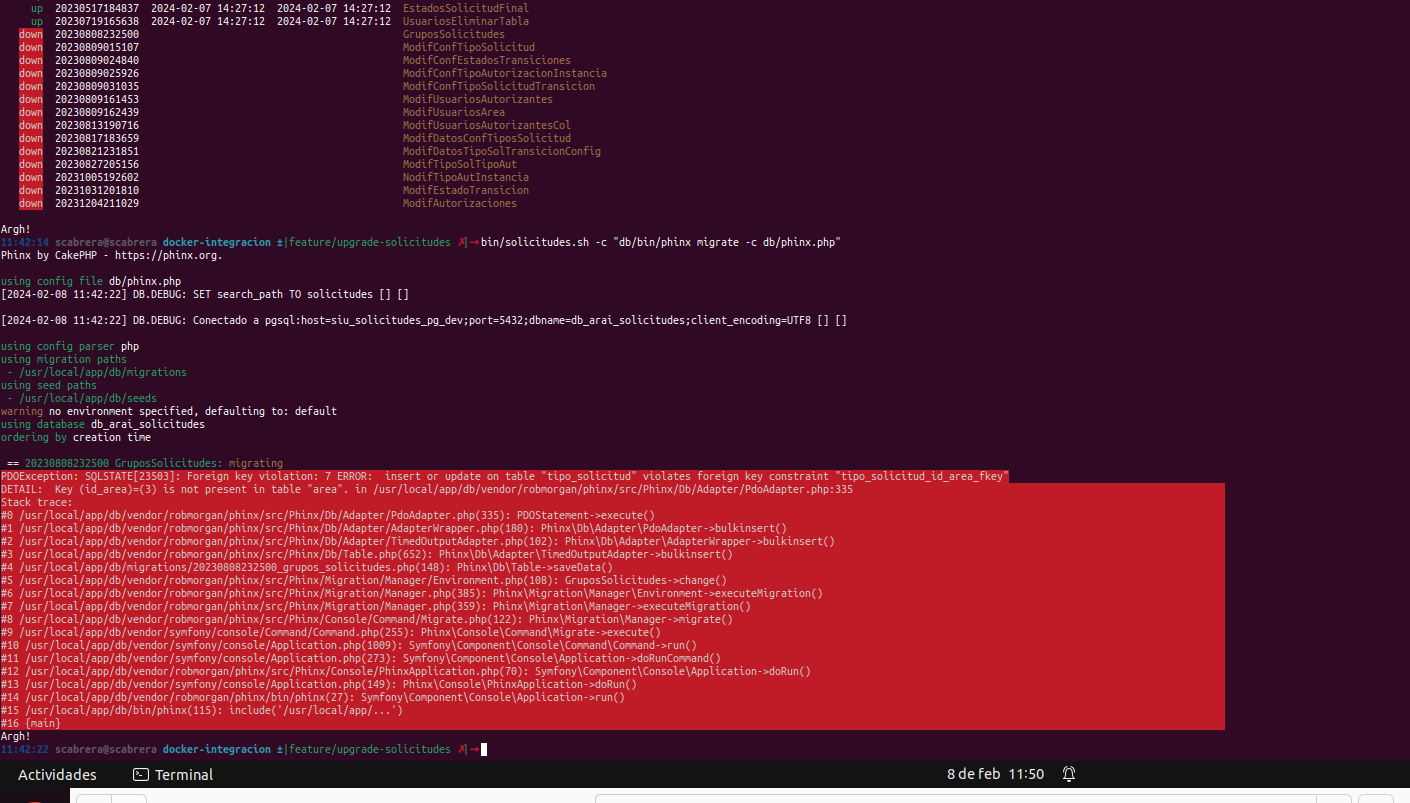 up 20230517184837 2024-02-07 14:27:12 2024-02-07 14:27:12 EstadosSolicitudFinal
up 20230719165638 2024-02-07 14:27:12 2024-02-07 14:27:12 UsuariosEliminarTabla
down 20230808232500 GruposSolicitudes
down 20230809015107 ModifConfTipoSolicitud
down 20230809024840 ModifConfEstadosTransiciones
down 20230809025926 ModifConfTipoAutorizacionInstancia
down 20230809031035 ModifConfTipoSolicitudTransicion
down 20230809161453 ModifUsuariosAutorizantes
down 20230809162439 ModifUsuariosArea
down 20230813190716 ModifUsuariosAutorizantesCol
down 20230817183659 ModifDatosConfTiposSolicitud
down 20230821231851 ModifDatosTipoSolTransicionConfig
down 20230827205156 ModifTipoSolTipoAut
down 20231005192602 NodTipoAutInstancia
down 20231031201810 ModifEstadoTransicion
down 20231204211029 ModifAutorizaciones
Argh!
11:42:14 scabrera@scabrera docker-integracion ±|feature/upgrade-solicitudes ✗|→bin/solicitudes.sh -c "db/bin/phinx migrate -c db/phinx.php"
Phinx by CakePHP - https://phinx.org.
using config file db/phinx.php
[2024-02-08 11:42:22] DB.DEBUG: SET search_path TO solicitudes [] []
[2024-02-08 11:42:22] DB.DEBUG: Conectado a pgsql:host=siu_solicitudes_pg_dev;port=5432;dbname=db_arai_solicitudes;client_encoding=UTF8 [] []
using config parser php
using migration paths
- /usr/local/app/db/migrations
using seed paths
- /usr/local/app/db/seeds
warning no environment specified, defaulting to: default
using database db_arai_solicitudes
ordering by creation time
== 20230808232500 GruposSolicitudes: migrating
PDOException: SQLSTATE[23503]: Foreign key violation: 7 ERROR:  insert or update on table "tipo_solicitud" violates foreign key constraint "tipo_solicitud_id_area_fkey"
DETAIL:  Key (id_area)=(3) is not present in table "area". in /usr/local/app/db/vendor/robmorgan/phinx/src/Phinx/Db/Adapter/PdoAdapter.php:335
Stack trace:
#0 /usr/local/app/db/vendor/robmorgan/phinx/src/Phinx/Db/Adapter/PdoAdapter.php(335): PDOStatement->execute()
#1 /usr/local/app/db/vendor/robmorgan/phinx/src/Phinx/Db/Adapter/AdapterWrapper.php(180): Phinx\Db\Adapter\PdoAdapter->bulkinsert()
#2 /usr/local/app/db/vendor/robmorgan/phinx/src/Phinx/Db/Adapter/TimedOutputAdapter.php(102): Phinx\Db\Adapter\AdapterWrapper->bulkinsert()
#3 /usr/local/app/db/vendor/robmorgan/phinx/src/Phinx/Db/Table.php(652): Phinx\Db\Adapter\TimedOutputAdapter->bulkinsert()
#4 /usr/local/app/db/migrations/20230808232500_grupos_solicitudes.php(148): Phinx\Db\Table->saveData()
#5 /usr/local/app/db/vendor/robmorgan/phinx/src/Phinx/Migration/Manager/Environment.php(108): GruposSolicitudes->change()
#6 /usr/local/app/db/vendor/robmorgan/phinx/src/Phinx/Migration/Manager.php(385): Phinx\Migration\Manager\Environment->executeMigration()
#7 /usr/local/app/db/vendor/robmorgan/phinx/src/Phinx/Migration/Manager.php(359): Phinx\Migration\Manager->executeMigration()
#8 /usr/local/app/db/vendor/robmorgan/phinx/src/Phinx/Console/Command/Migrate.php(122): Phinx\Migration\Manager->migrate()
#9 /usr/local/app/db/vendor/symfony/console/Command/Command.php(255): Phinx\Console\Command\Migrate->execute()
#10 /usr/local/app/db/vendor/symfony/console/Application.php(1009): Symfony\Component\Console\Command\Command->run()
#11 /usr/local/app/db/vendor/symfony/console/Application.php(273): Symfony\Component\Console\Application->doRunCommand()
#12 /usr/local/app/db/vendor/robmorgan/phinx/src/Phinx/Console/PhinxApplication.php(70): Symfony\Component\Console\Application->doRun()
#13 /usr/local/app/db/vendor/symfony/console/Application.php(149): Phinx\Console\PhinxApplication->doRun()
#14 /usr/local/app/db/vendor/robmorgan/phinx/bin/phinx(27): Symfony\Component\Console\Application->run()
#15 /usr/local/app/db/bin/phinx(115): include('/usr/local/app/...')
#16 {main}
Argh!
11:42:22 scabrera@scabrera docker-integracion ±|feature/upgrade-solicitudes ✗|→
Actividades Terminal 8 de feb 11:50